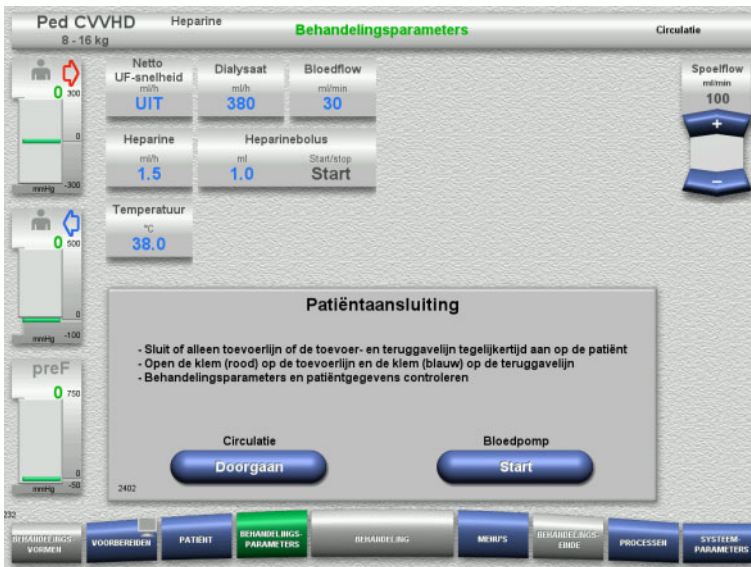 Ped CVVHD Heparine Behandelingsparameters Circulatie
8 - 16 kg
Netto
UF-snelheid
ml/h
UIT
Dialysaat
ml/h
380
Bloedflow
ml/min
30
Spoelflow
ml/min
100
+
–
0 300
0
mmHg -300
Heparine
ml/h
1.5
Heparinebolus
ml
1.0
Start/stop
Start
Temperatuur
°C
38.0
0 500
0
mmHg -100
preF
0 750
0
mmHg -50
Patiëntaansluiting
- Sluit of alleen toevoerlijn of de toevoer- en teruggavelijn tegelijkertijd aan op de patiënt
- Open de klem (rood) op de toevoerlijn en de klem (blauw) op de teruggavelijn
- Behandelingsparameters en patiëntgegevens controleren
Circulatie
Doorgaan
Bloedpomp
Start
2402
232
BEHANDELINGS-
VORMEN
VOORBEREIDEN
PATIËNT
BEHANDELINGS-
PARAMETERS
BEHANDELING
MENU'S
BEHANDELINGS-
EINDE
PROCESSEN
SYSTEEM-
PARAMETERS